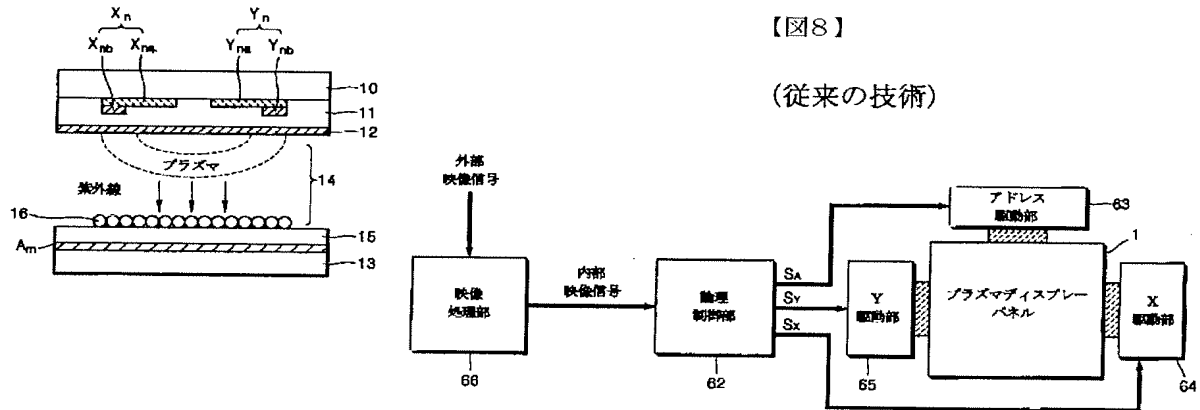 Xn Yn
Xnb Xna Yna Ynb
10
11
12
プラズマ
14
紫外線
16
15
Am
13
【図8】
(従来の技術)
外部
映像信号
映像
処理部
66
内部
映像信号
論理
制御部
62
SA
SY
SX
アドレス
駆動部
63
1
Y
駆動部
65
プラズマディスプレー
パネル
X
駆動部
64